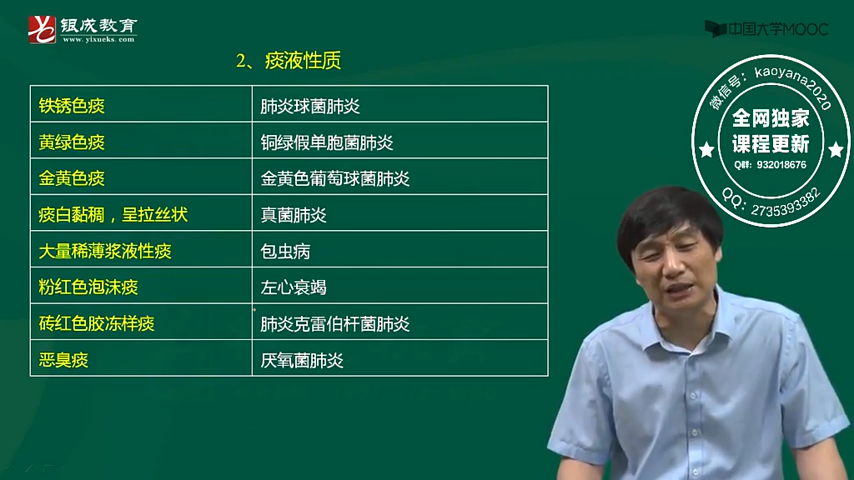 银成教育
www.yixueks.com
中国大学MOOC
2、痰液性质
铁锈色痰 肺炎球菌肺炎
黄绿色痰 铜绿假单胞菌肺炎
金黄色痰 金黄色葡萄球菌肺炎
痰白黏稠，呈拉丝状 真菌肺炎
大量稀薄浆液性痰 包虫病
粉红色泡沫痰 左心衰竭
砖红色胶冻样痰 肺炎克雷伯杆菌肺炎
恶臭痰 厌氧菌肺炎
微信号：kaoyana2020
全网独家
课程更新
Q群：932018676
QQ：2735393382